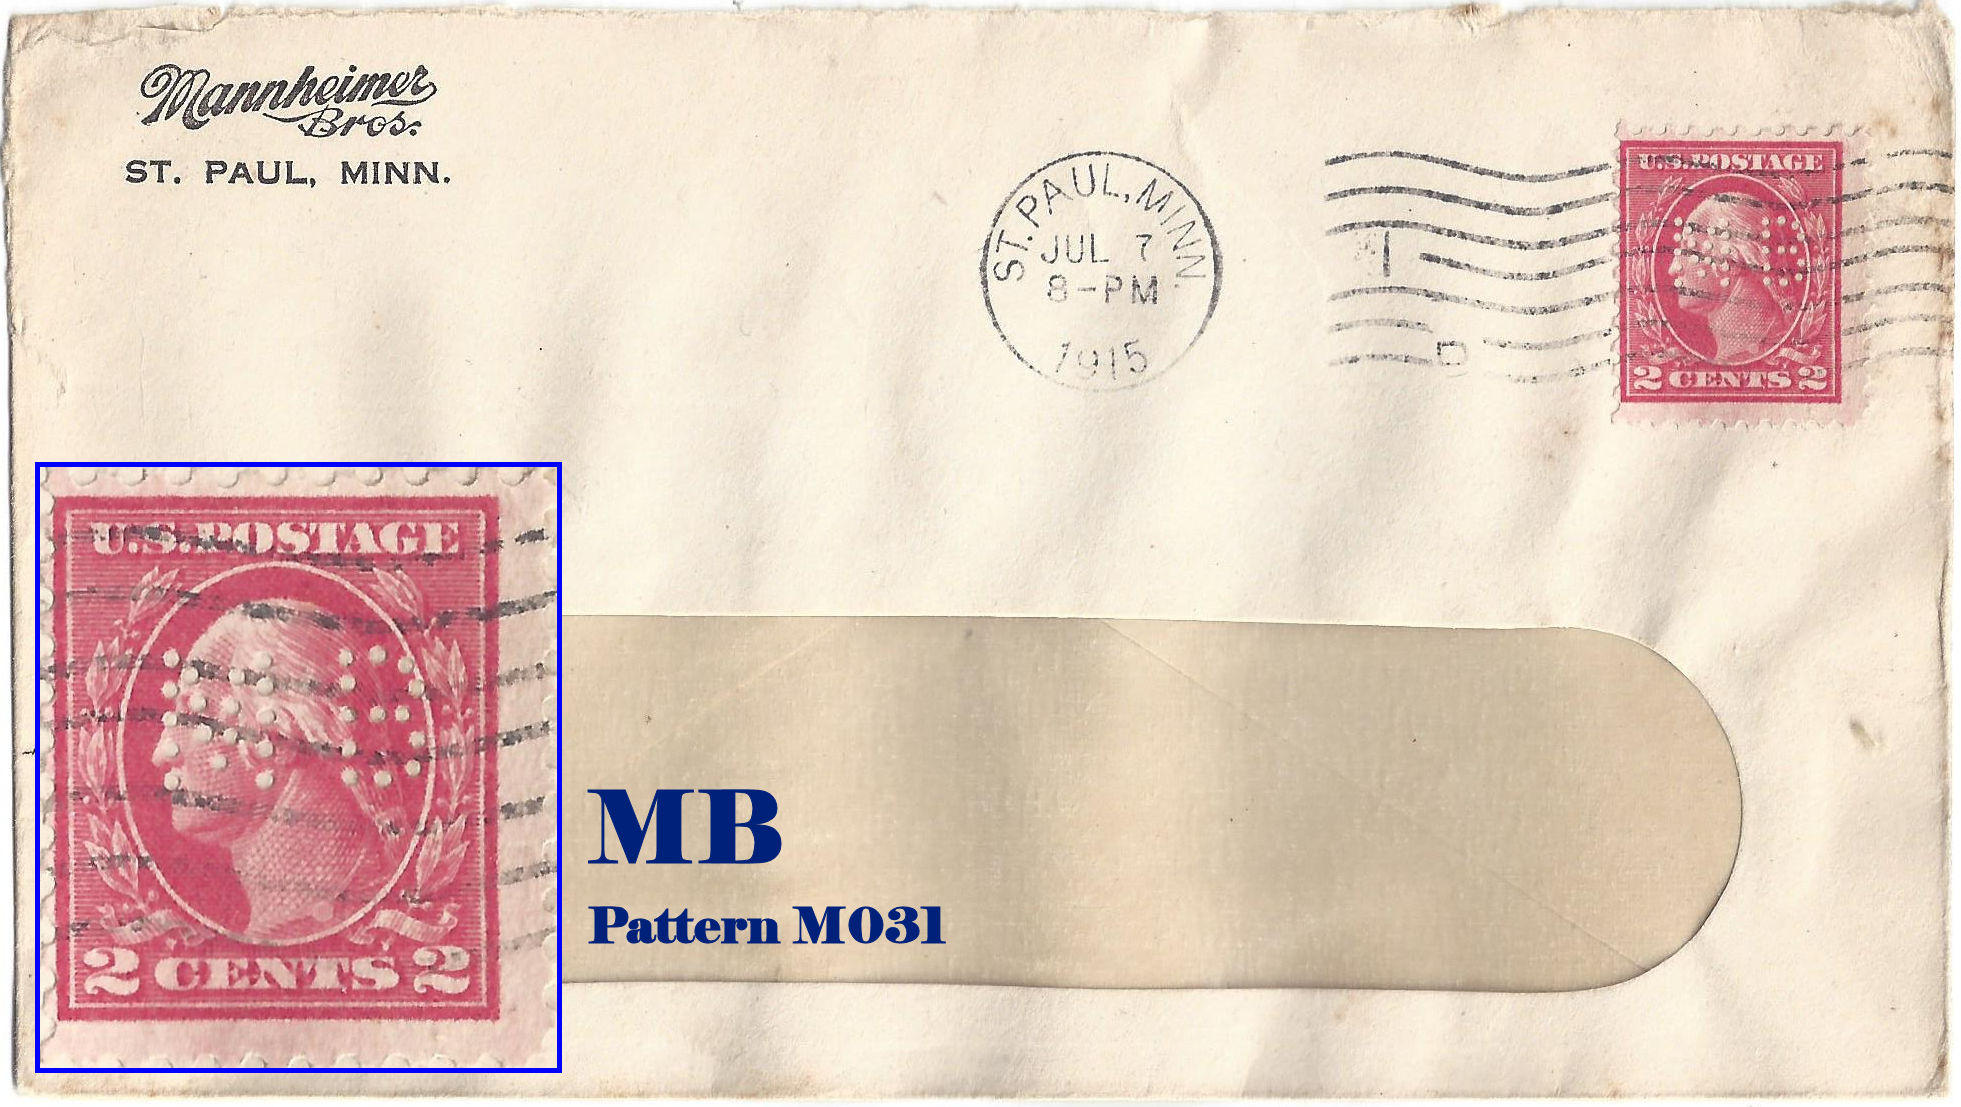 Mannheimer
Bros.
ST. PAUL, MINN.
ST. PAUL, MINN.
JUL 7
8-PM
1915
U.S. POSTAGE
2 CENTS 2
U.S. POSTAGE
2 CENTS 2
MB
Pattern M031